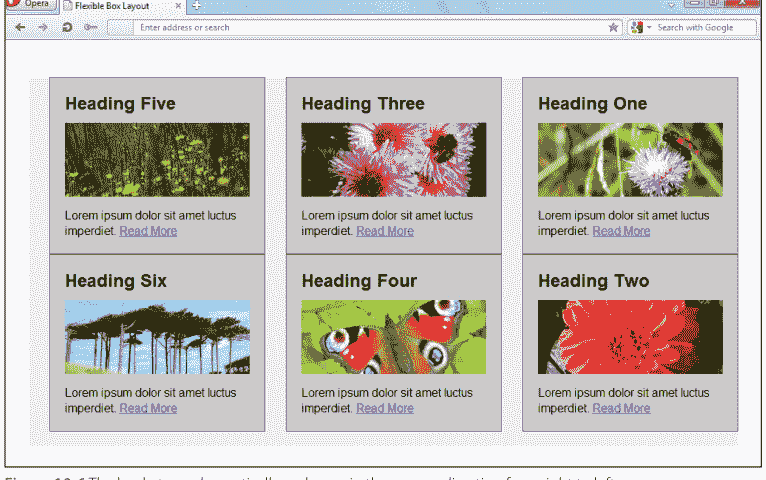 Opera
Flexible Box Layout
Enter address or search
Search with Google
Heading Five
Heading Three
Heading One
Lorem ipsum dolor sit amet luctus
imperdiet. Read More
Lorem ipsum dolor sit amet luctus
imperdiet. Read More
Lorem ipsum dolor sit amet luctus
imperdiet. Read More
Heading Six
Heading Four
Heading Two
Lorem ipsum dolor sit amet luctus
imperdiet. Read More
Lorem ipsum dolor sit amet luctus
imperdiet. Read More
Lorem ipsum dolor sit amet luctus
imperdiet. Read More